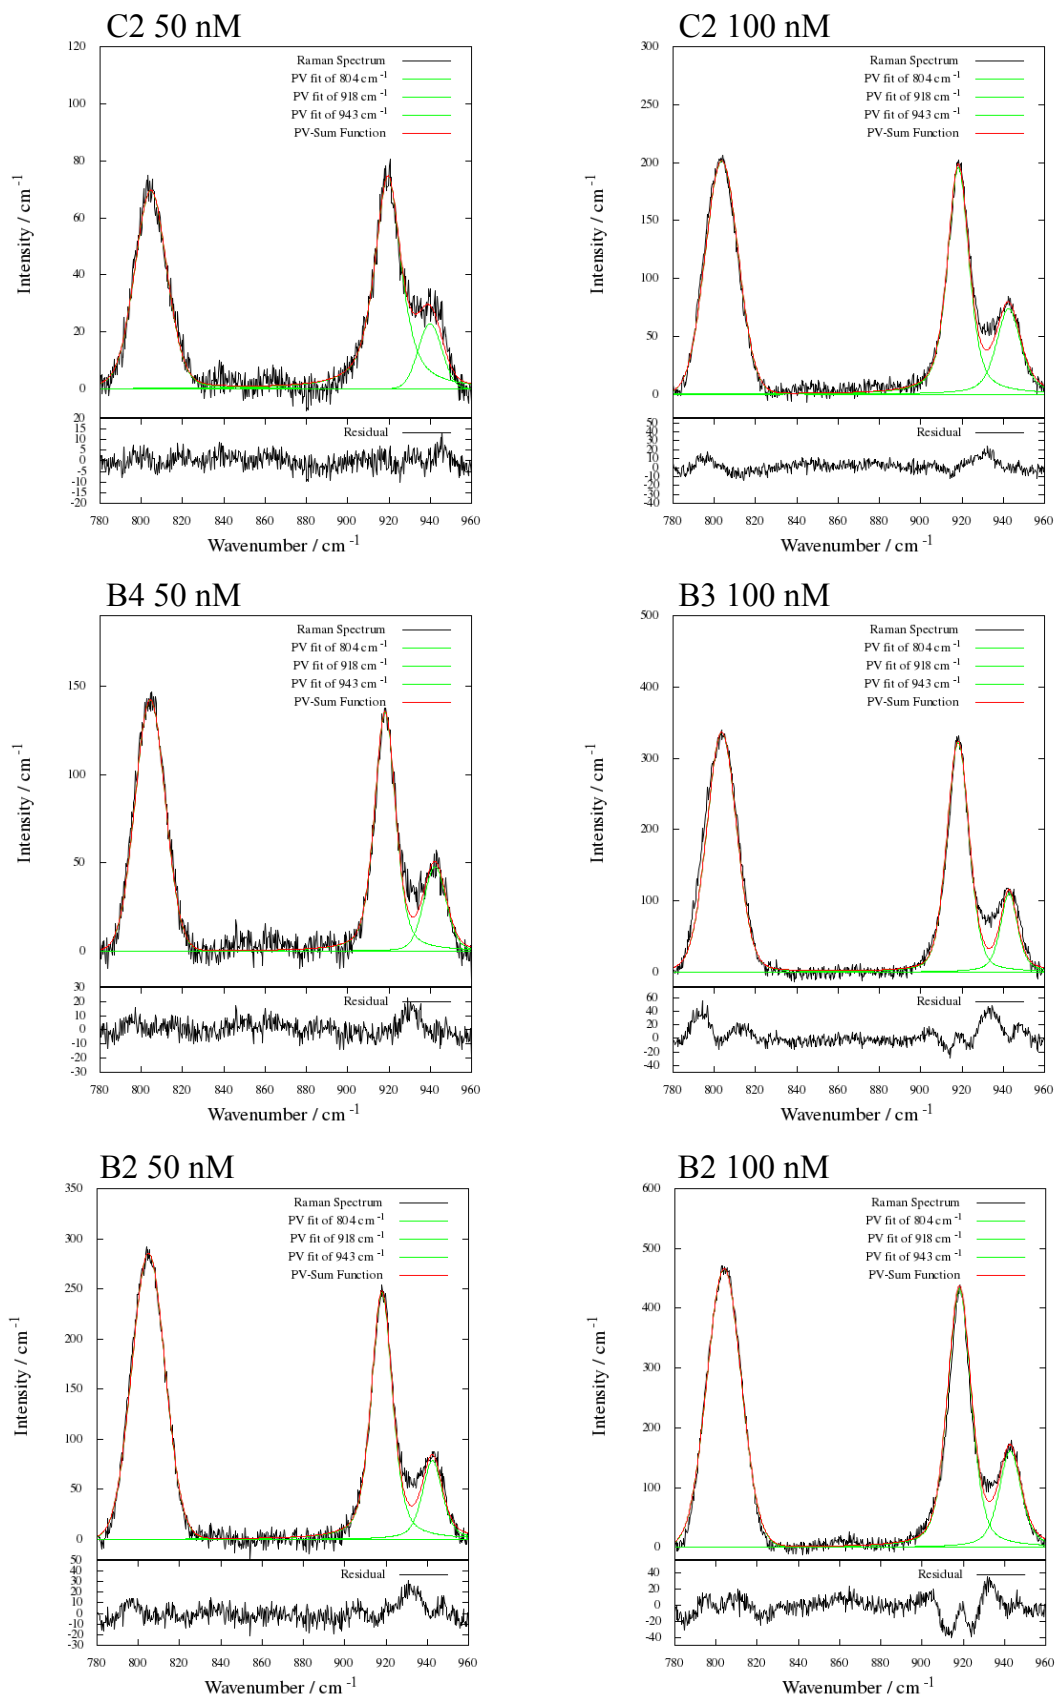 C2 50 nM
120
100
80
60
40
20
0
Intensity / cm⁻¹
Raman Spectrum
PV fit of 804 cm⁻¹
PV fit of 918 cm⁻¹
PV fit of 943 cm⁻¹
PV-Sum Function
20
15
10
5
0
-5
-10
-15
-20
Residual
780 800 820 840 860 880 900 920 940 960
Wavenumber / cm⁻¹
C2 100 nM
300
250
200
150
100
50
0
Intensity / cm⁻¹
Raman Spectrum
PV fit of 804 cm⁻¹
PV fit of 918 cm⁻¹
PV fit of 943 cm⁻¹
PV-Sum Function
50
40
30
20
10
0
-10
-20
-30
-40
Residual
780 800 820 840 860 880 900 920 940 960
Wavenumber / cm⁻¹
B4 50 nM
150
100
50
0
Intensity / cm⁻¹
Raman Spectrum
PV fit of 804 cm⁻¹
PV fit of 918 cm⁻¹
PV fit of 943 cm⁻¹
PV-Sum Function
30
20
10
0
-10
-20
-30
Residual
780 800 820 840 860 880 900 920 940 960
Wavenumber / cm⁻¹
B3 100 nM
500
400
300
200
100
0
Intensity / cm⁻¹
Raman Spectrum
PV fit of 804 cm⁻¹
PV fit of 918 cm⁻¹
PV fit of 943 cm⁻¹
PV-Sum Function
60
40
20
0
-20
-40
Residual
780 800 820 840 860 880 900 920 940 960
Wavenumber / cm⁻¹
B2 50 nM
350
300
250
200
150
100
50
0
Intensity / cm⁻¹
Raman Spectrum
PV fit of 804 cm⁻¹
PV fit of 918 cm⁻¹
PV fit of 943 cm⁻¹
PV-Sum Function
50
40
30
20
10
0
-10
-20
-30
Residual
780 800 820 840 860 880 900 920 940 960
Wavenumber / cm⁻¹
B2 100 nM
600
500
400
300
200
100
0
Intensity / cm⁻¹
Raman Spectrum
PV fit of 804 cm⁻¹
PV fit of 918 cm⁻¹
PV fit of 943 cm⁻¹
PV-Sum Function
40
20
0
-20
-40
Residual
780 800 820 840 860 880 900 920 940 960
Wavenumber / cm⁻¹